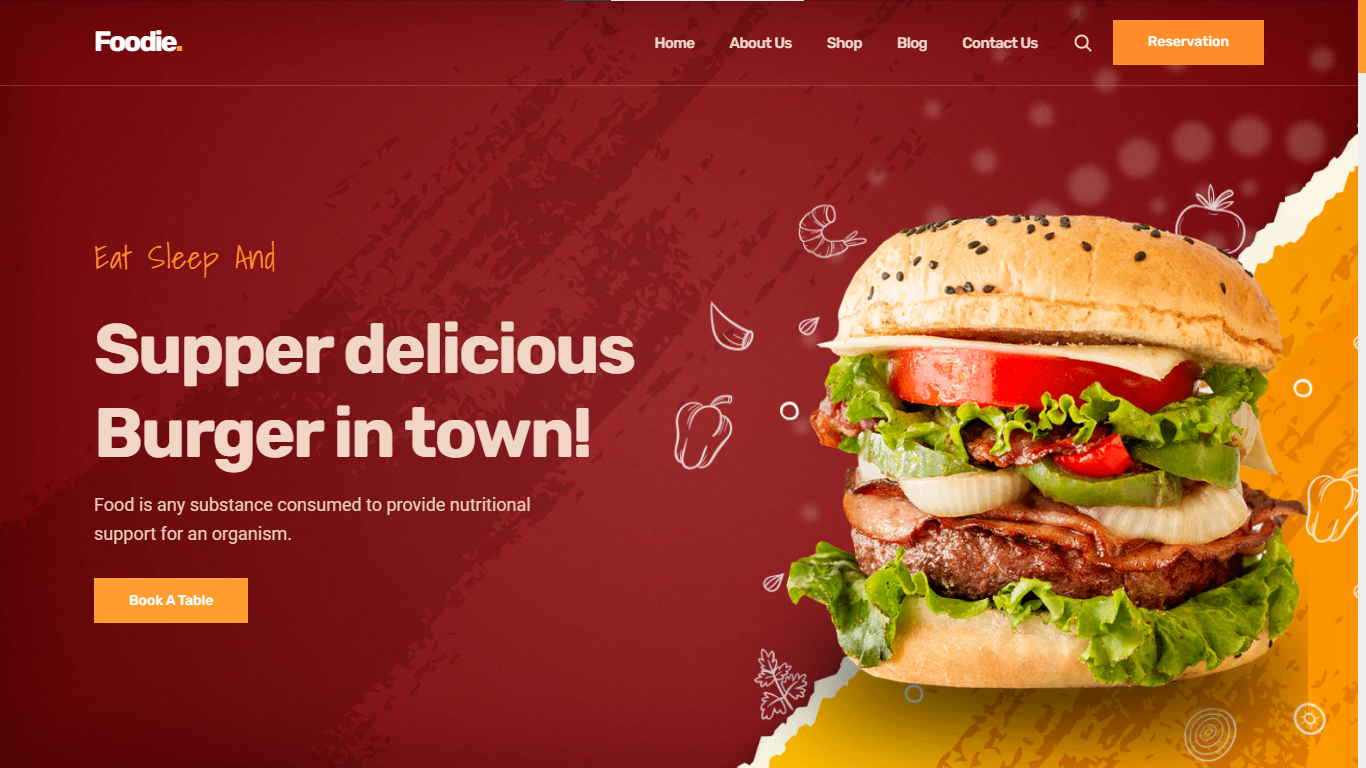 Foodie.
Home About Us Shop Blog Contact Us Reservation
Eat Sleep And
Supper delicious
Burger in town!
Food is any substance consumed to provide nutritional
support for an organism.
Book A Table